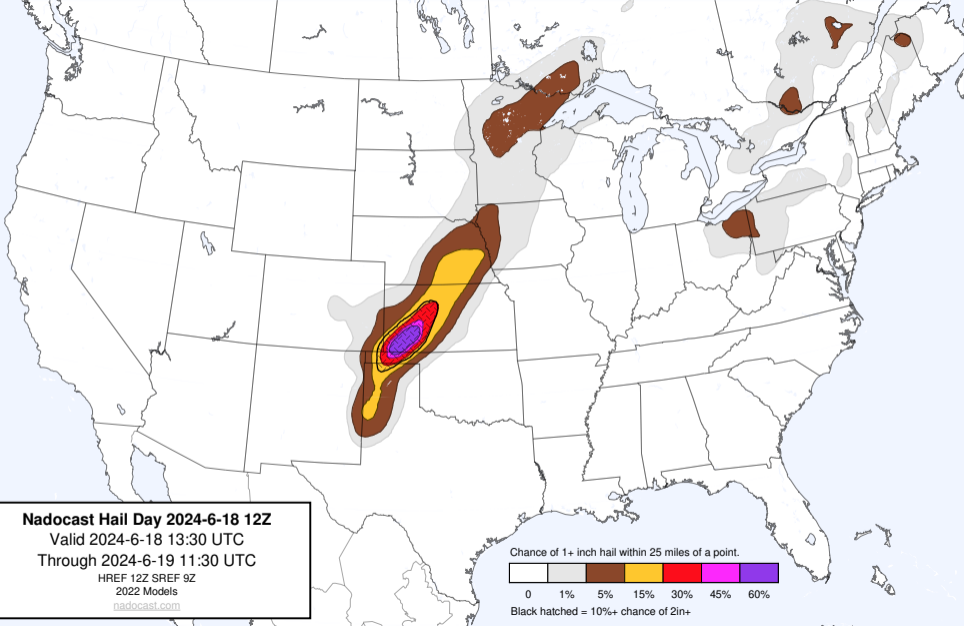 Nadocast Hail Day 2024-6-18 12Z
Valid 2024-6-18 13:30 UTC
Through 2024-6-19 11:30 UTC
HREF 12Z SREF 9Z
2022 Models
nadocast.com
Chance of 1+ inch hail within 25 miles of a point.
0 1% 5% 15% 30% 45% 60%
Black hatched = 10%+ chance of 2in+